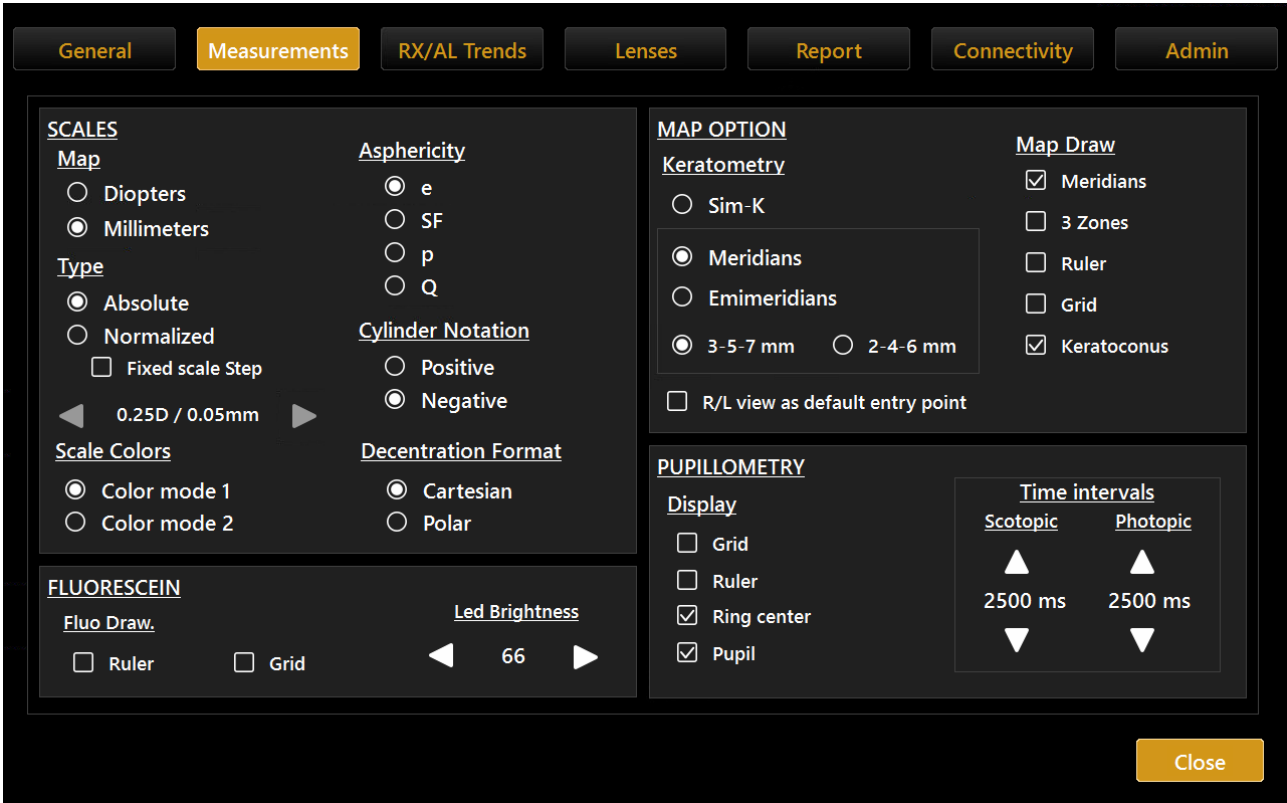 General Measurements RX/AL Trends Lenses Report Connectivity Admin
SCALES
Map
Diopters
Millimeters
Type
Absolute
Normalized
Fixed scale Step
0.25D / 0.05mm
Scale Colors
Color mode 1
Color mode 2
Asphericity
e
SF
p
Q
Cylinder Notation
Positive
Negative
Decentration Format
Cartesian
Polar
FLUORESCEIN
Fluo Draw.
Ruler Grid
Led Brightness
66
MAP OPTION
Keratometry
Sim-K
Meridians
Emimeridians
3-5-7 mm 2-4-6 mm
R/L view as default entry point
Map Draw
Meridians
3 Zones
Ruler
Grid
Keratoconus
PUPILLOMETRY
Display
Grid
Ruler
Ring center
Pupil
Time intervals
Scotopic Photopic
2500 ms 2500 ms
Close